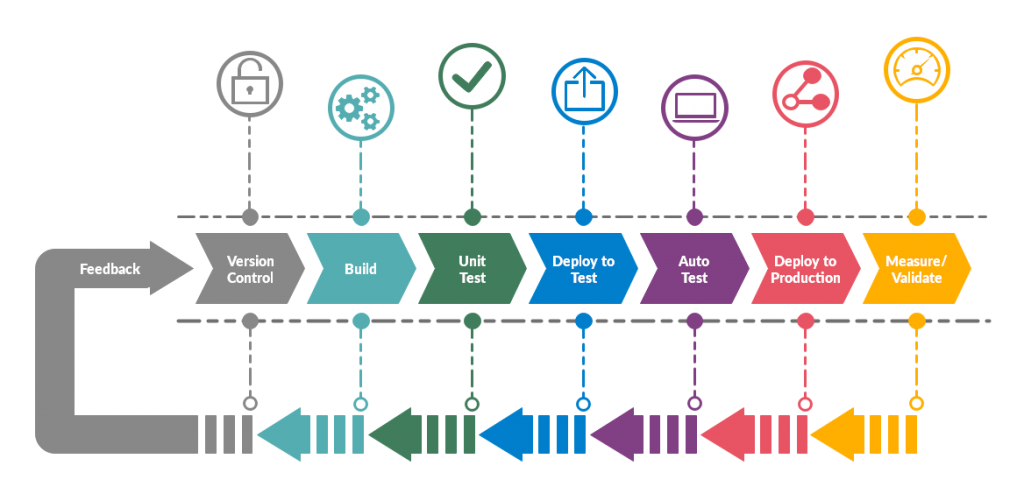 Feedback
Version
Control
Build
Unit
Test
Deploy to
Test
Auto
Test
Deploy to
Production
Measure/
Validate